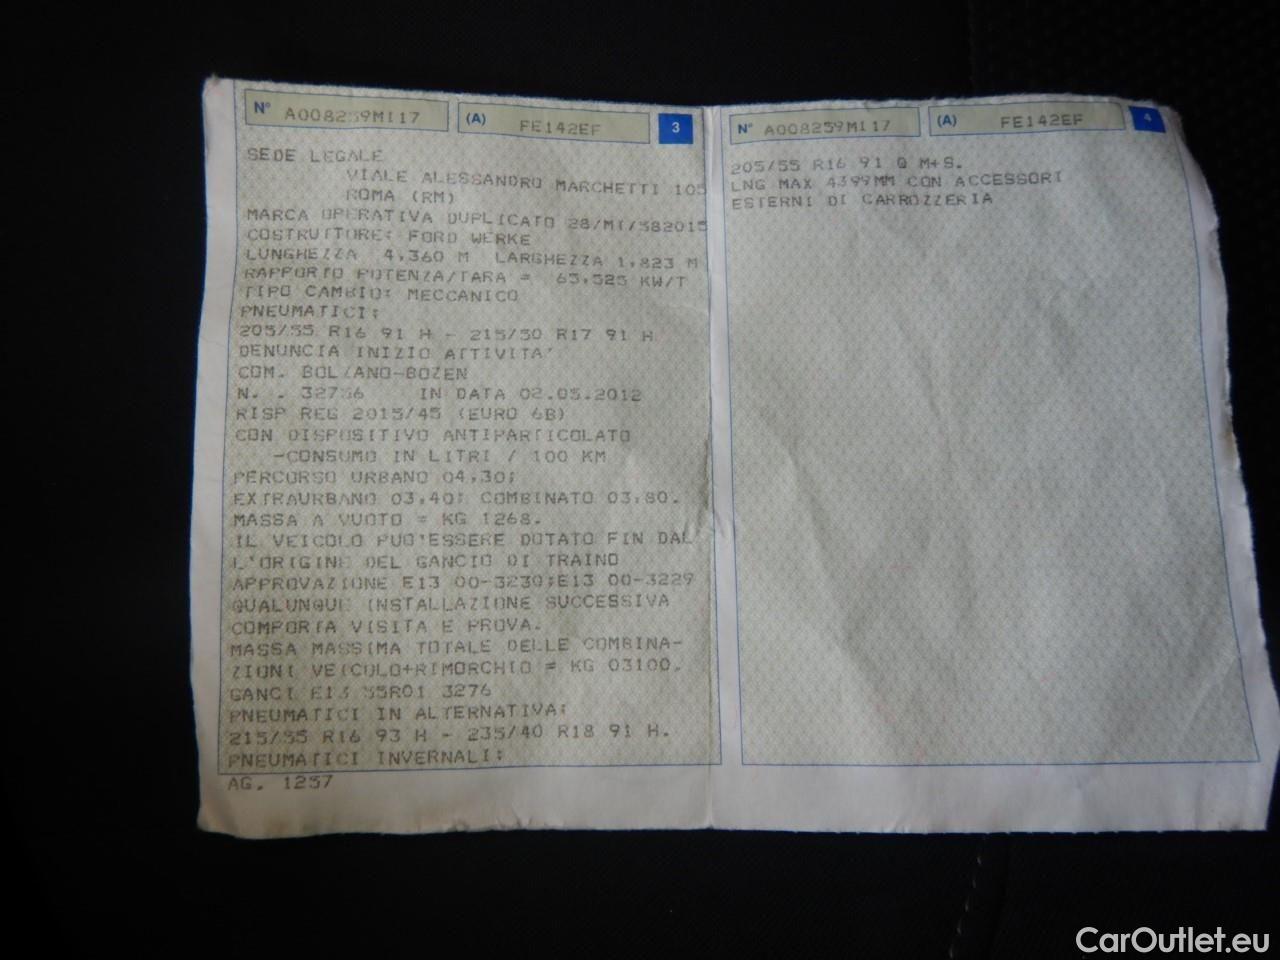 N° A008259MI17 (A) FE142EF 3
SEDE LEGALE
VIALE ALESSANDRO MARCHETTI 105
ROMA (RM)
MARCA OPERATIVA DUPLICATO 28/MI/582015
COSTRUTTORE: FORD WERKE
LUNGHEZZA 4,360 M LARGHEZZA 1,823 M
RAPPORTO POTENZA/TARA = 65,525 KW/T
TIPO CAMBIO: MECCANICO
PNEUMATICI:
205/55 R16 91 H - 215/50 R17 91 H
DENUNCIA INIZIO ATTIVITA'
COM. BOLZANO-BOZEN
N. . 32756 IN DATA 02.05.2012
RISP REG 2015/45 (EURO 6B)
CON DISPOSITIVO ANTIPARTICOLATO
-CONSUMO IN LITRI / 100 KM
PERCORSO URBANO 04,30;
EXTRAURBANO 03,40; COMBINATO 03,80.
MASSA A VUOTO = KG 1268.
IL VEICOLO PUO'ESSERE DOTATO FIN DAL
L'ORIGINE DEL GANCIO DI TRAINO
APPROVAZIONE E13 00-3230;E13 00-3229
QUALUNQUE INSTALLAZIONE SUCCESSIVA
COMPORTA VISITA E PROVA.
MASSA MASSIMA TOTALE DELLE COMBINA-
ZIONI VEICOLO+RIMORCHIO = KG 03100.
GANCI E13 55R01 3276
PNEUMATICI IN ALTERNATIVA:
215/55 R16 93 H - 235/40 R18 91 H.
PNEUMATICI INVERNALI:
AG. 1257
N° A008259MI17 (A) FE142EF 4
205/55 R16 91 Q M+S.
LNG MAX 4399MM CON ACCESSORI
ESTERNI DI CARROZZERIA
CarOutlet.eu